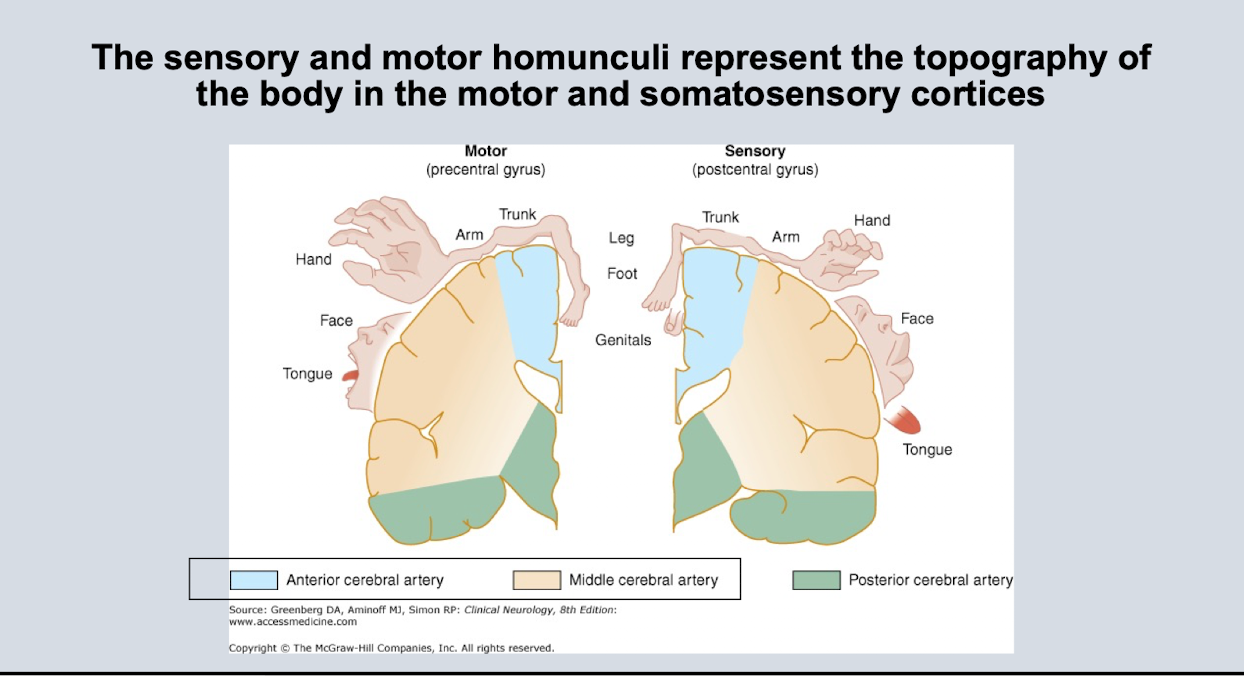 The sensory and motor homunculi represent the topography of
the body in the motor and somatosensory cortices
Motor
(precentral gyrus)
Sensory
(postcentral gyrus)
Trunk
Arm
Hand
Face
Tongue
Leg
Foot
Genitals
Trunk
Arm
Hand
Face
Tongue
Anterior cerebral artery
Middle cerebral artery
Posterior cerebral artery
Source: Greenberg DA, Aminoff MJ, Simon RP: Clinical Neurology, 8th Edition:
www.accessmedicine.com
Copyright © The McGraw-Hill Companies, Inc. All rights reserved.